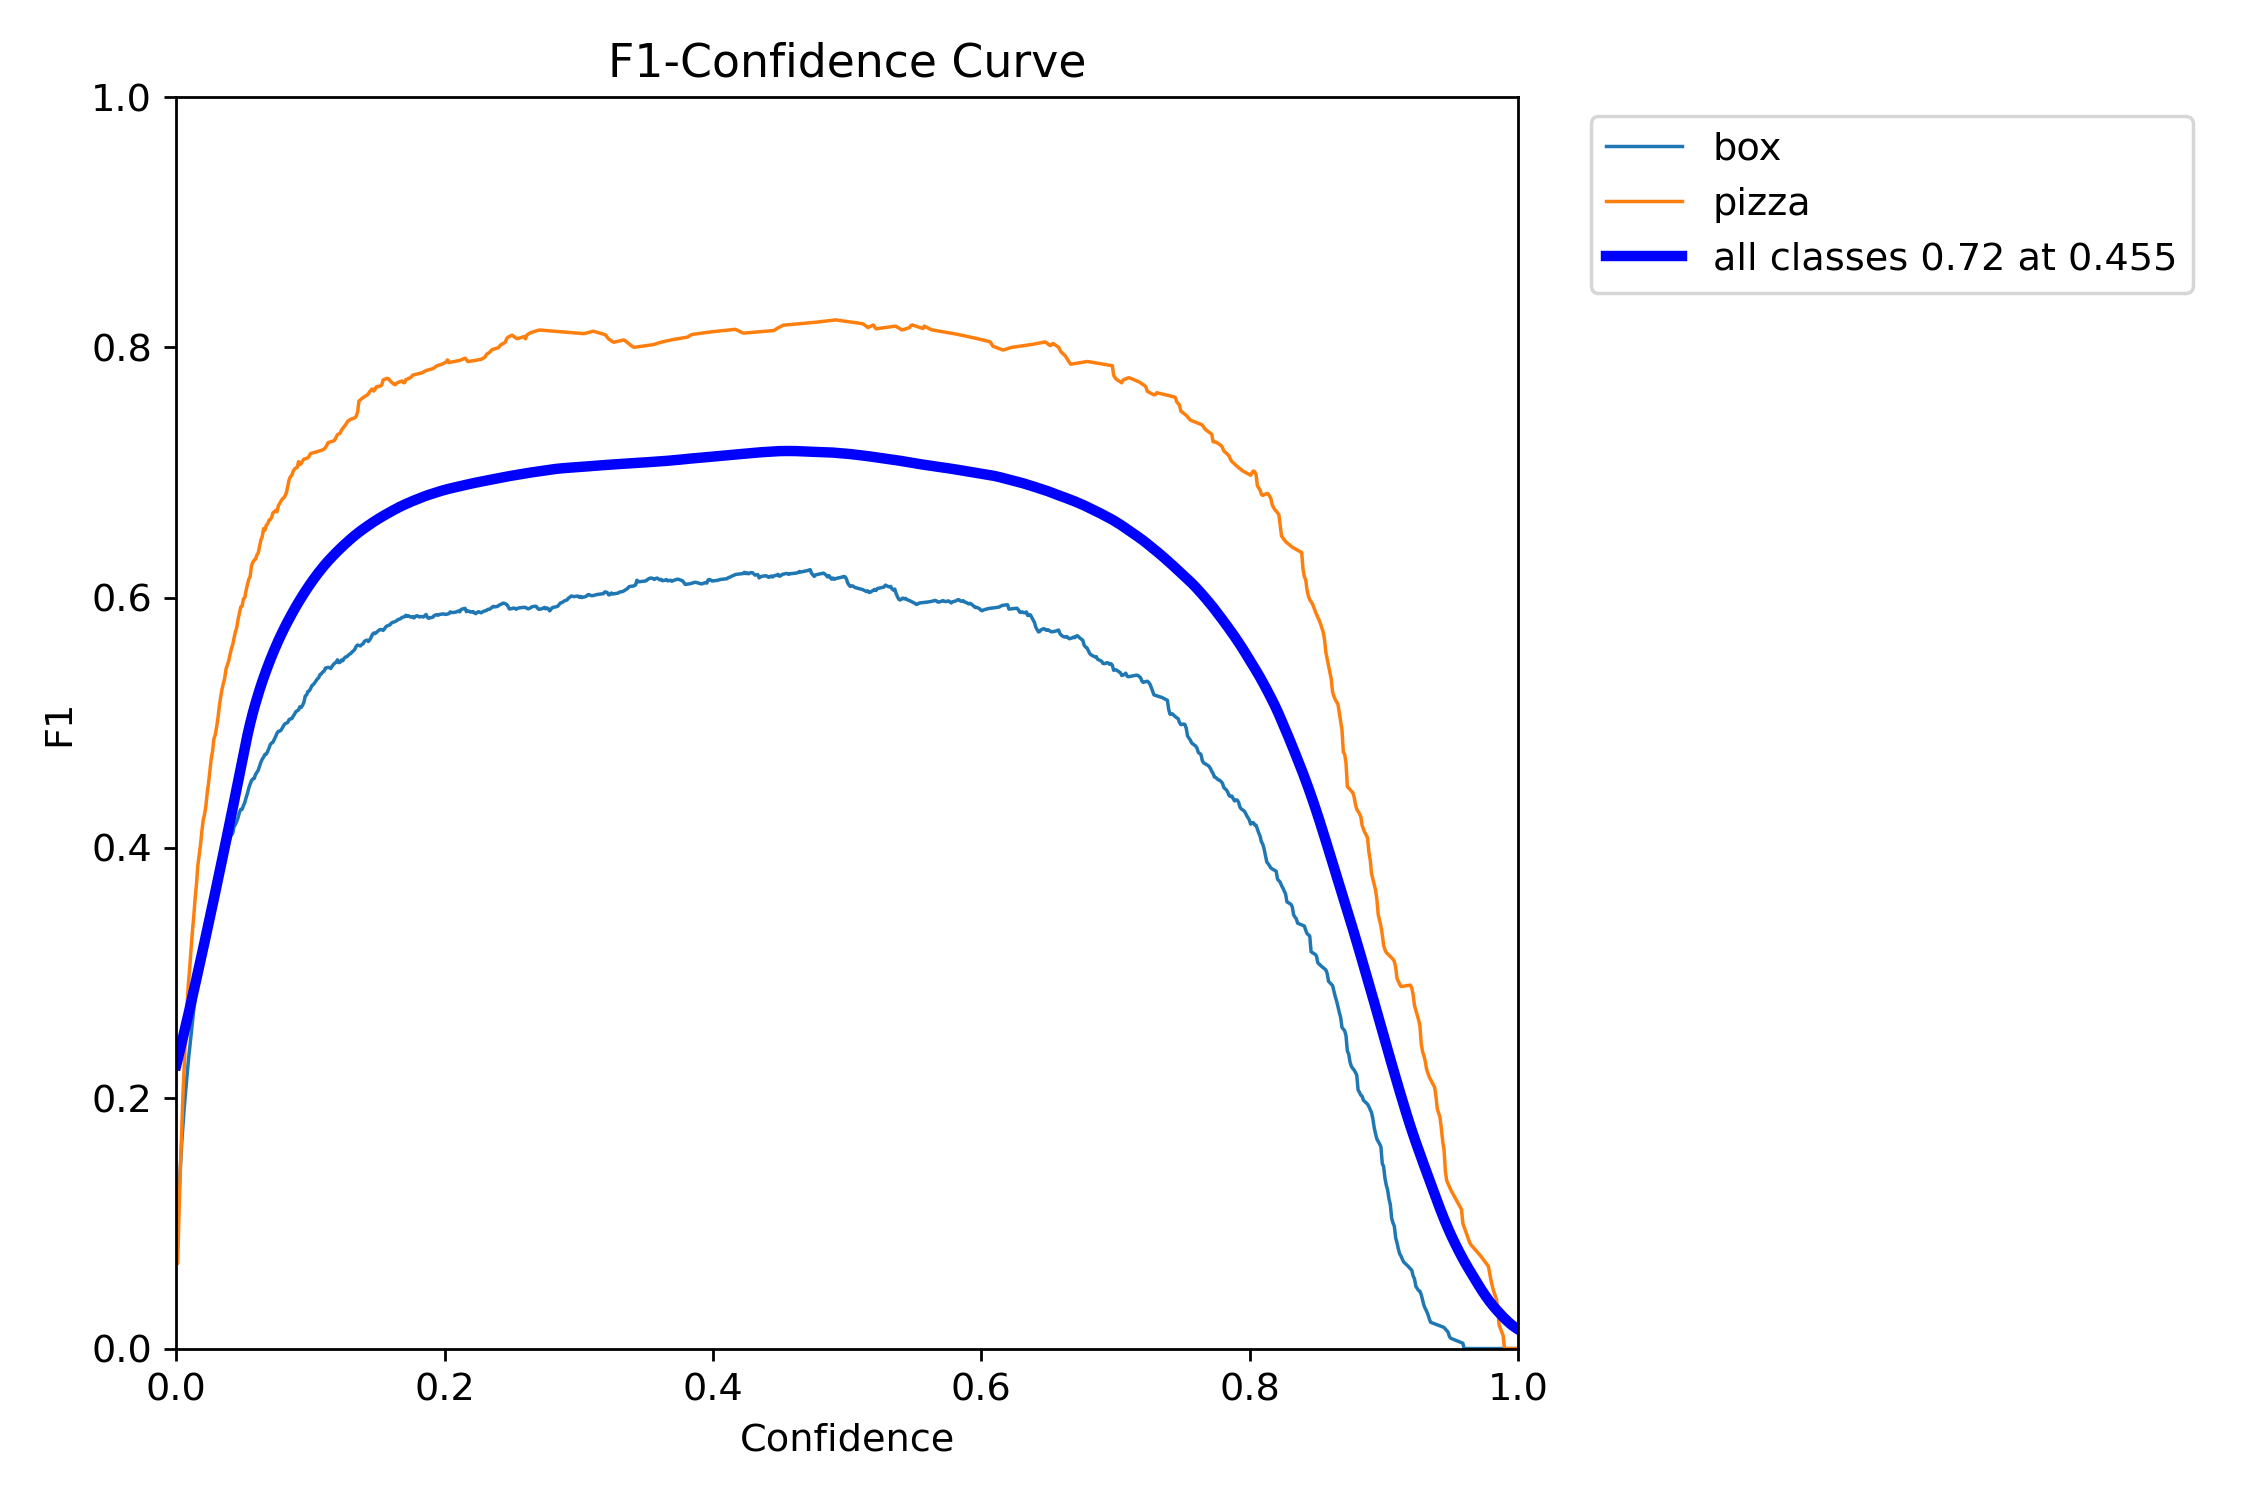 F1-Confidence Curve
1.0
0.8
0.6
0.4
0.2
0.0
F1
0.0 0.2 0.4 0.6 0.8 1.0
Confidence
box
pizza
all classes 0.72 at 0.455